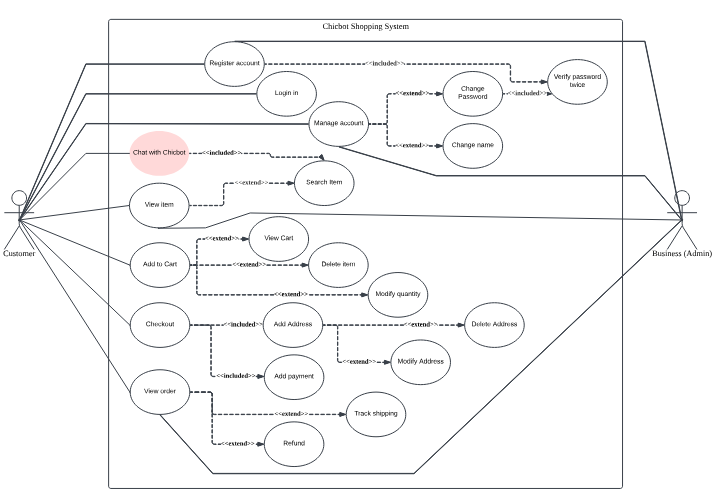 Chicbot Shopping System
Register account
<<included>>
Verify password
twice
Login in
<<extend>>
Change
Password
<<included>>
Manage account
<<extend>>
Change name
Chat with Chicbot
<<included>>
Search Item
<<extend>>
View item
Customer
Business (Admin)
<<extend>>
View Cart
Add to Cart
<<extend>>
Delete item
<<extend>>
Modify quantity
Checkout
<<included>>
Add Address
<<extend>>
Delete Address
<<extend>>
Modify Address
<<included>>
Add payment
View order
<<extend>>
Track shipping
<<extend>>
Refund